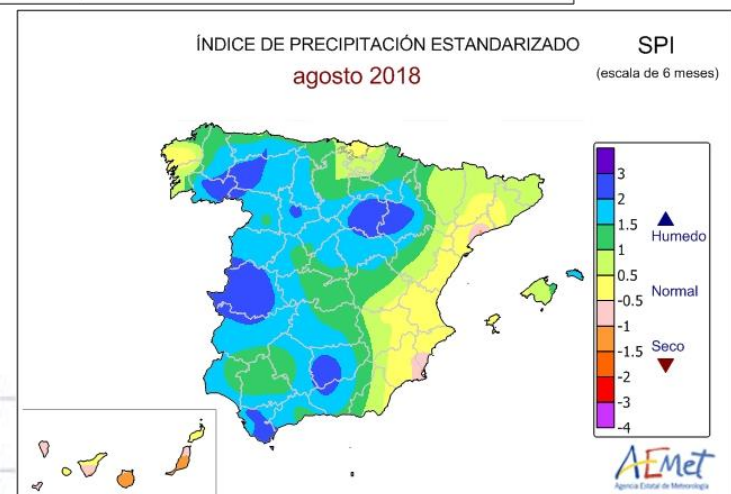 ÍNDICE DE PRECIPITACIÓN ESTANDARIZADO
agosto 2018
SPI
(escala de 6 meses)
3
2
1.5
1
0.5
-0.5
-1
-1.5
-2
-3
-4
Humedo
Normal
Seco
AEMet
Agencia Estatal de Meteorología